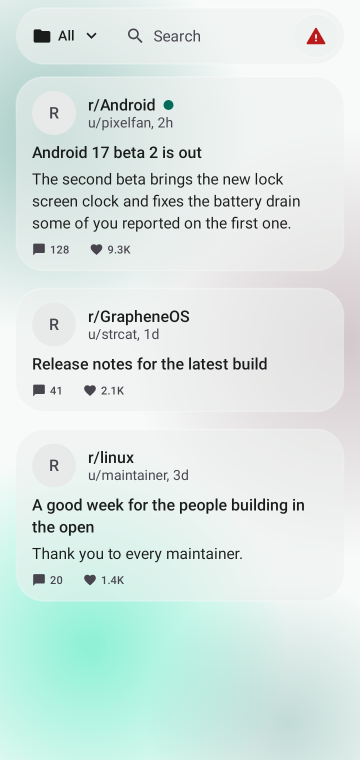 All
Search
R
r/Android
u/pixelfan, 2h
Android 17 beta 2 is out
The second beta brings the new lock
screen clock and fixes the battery drain
some of you reported on the first one.
128 9.3K
R
r/GrapheneOS
u/strcat, 1d
Release notes for the latest build
41 2.1K
R
r/linux
u/maintainer, 3d
A good week for the people building in
the open
Thank you to every maintainer.
20 1.4K